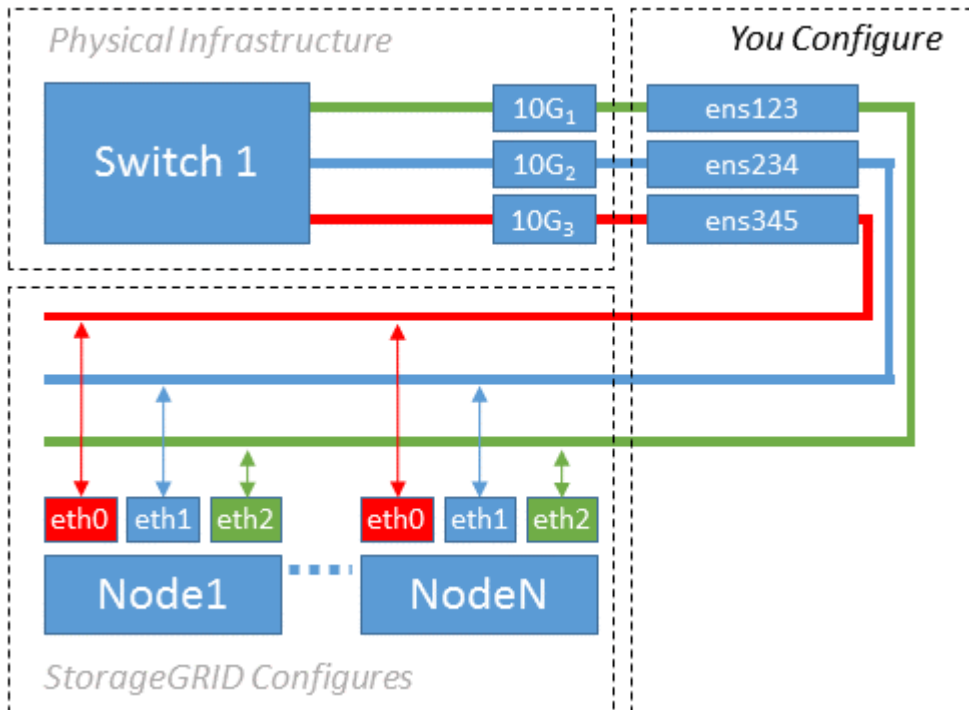 Physical Infrastructure
You Configure
Switch 1
10G₁
ens123
10G₂
ens234
10G₃
ens345
eth0
eth1
eth2
eth0
eth1
eth2
Node1
NodeN
StorageGRID Configures